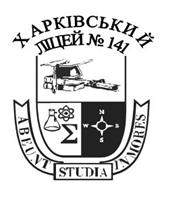 ХАРКІВСЬКИЙ
ЛІЦЕЙ № 141
Σ
N
W
E
S
ABEUNT STUDIA IN MORES